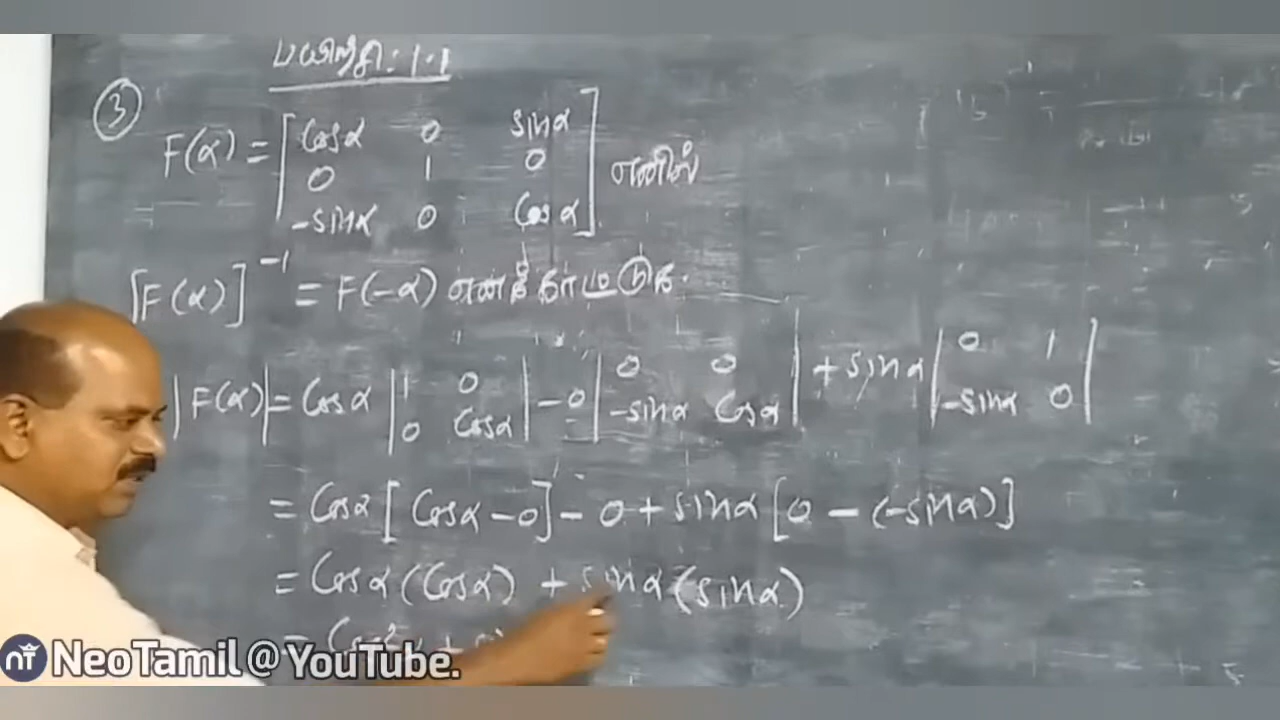 பயிற்சி: 1.1
③
F(α) = [ Cosα 0 sinα
0 1 0
-sinα 0 Cosα ] எனில்
[F(α)]⁻¹ = F(-α) எனக் காட்டுக.
|F(α)| = Cosα | 1 0 ; 0 Cosα | - 0 | 0 0 ; -sinα Cosα | + sinα | 0 1 ; -sinα 0 |
= Cosα [Cosα - 0] - 0 + sinα [0 - (-sinα)]
= Cosα (Cosα) + sinα (sinα)
= Cos²
NeoTamil @ YouTube.